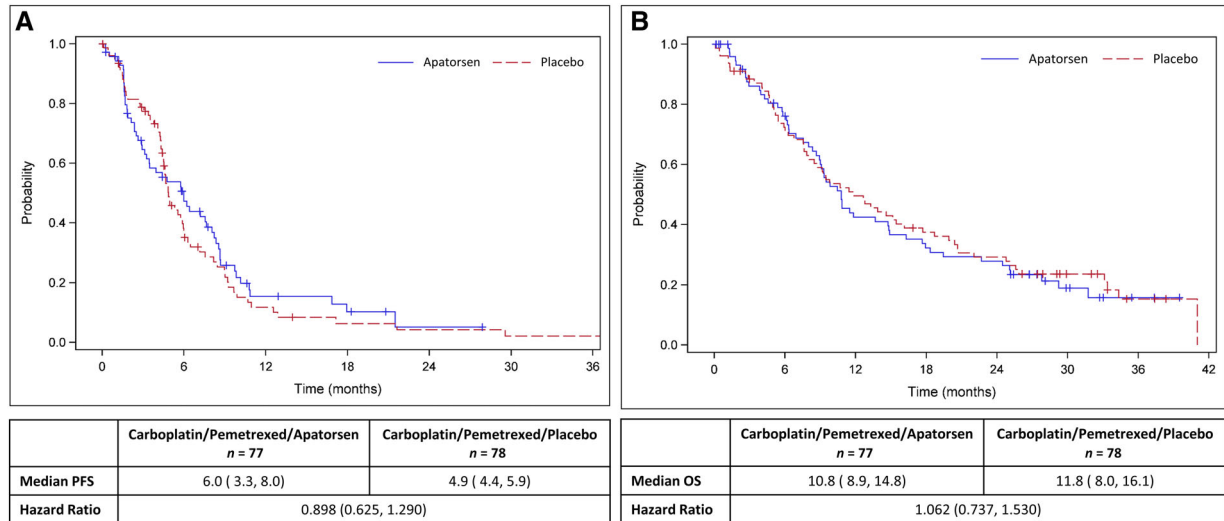 A
1.0
0.8
0.6
0.4
0.2
0.0
Probability
Apatorsen Placebo
0 6 12 18 24 30 36
Time (months)
Carboplatin/Pemetrexed/Apatorsen n = 77 Carboplatin/Pemetrexed/Placebo n = 78
Median PFS 6.0 ( 3.3, 8.0) 4.9 ( 4.4, 5.9)
Hazard Ratio 0.898 (0.625, 1.290)
B
1.0
0.8
0.6
0.4
0.2
0.0
Probability
Apatorsen Placebo
0 6 12 18 24 30 36 42
Time (months)
Carboplatin/Pemetrexed/Apatorsen n = 77 Carboplatin/Pemetrexed/Placebo n = 78
Median OS 10.8 ( 8.9, 14.8) 11.8 ( 8.0, 16.1)
Hazard Ratio 1.062 (0.737, 1.530)